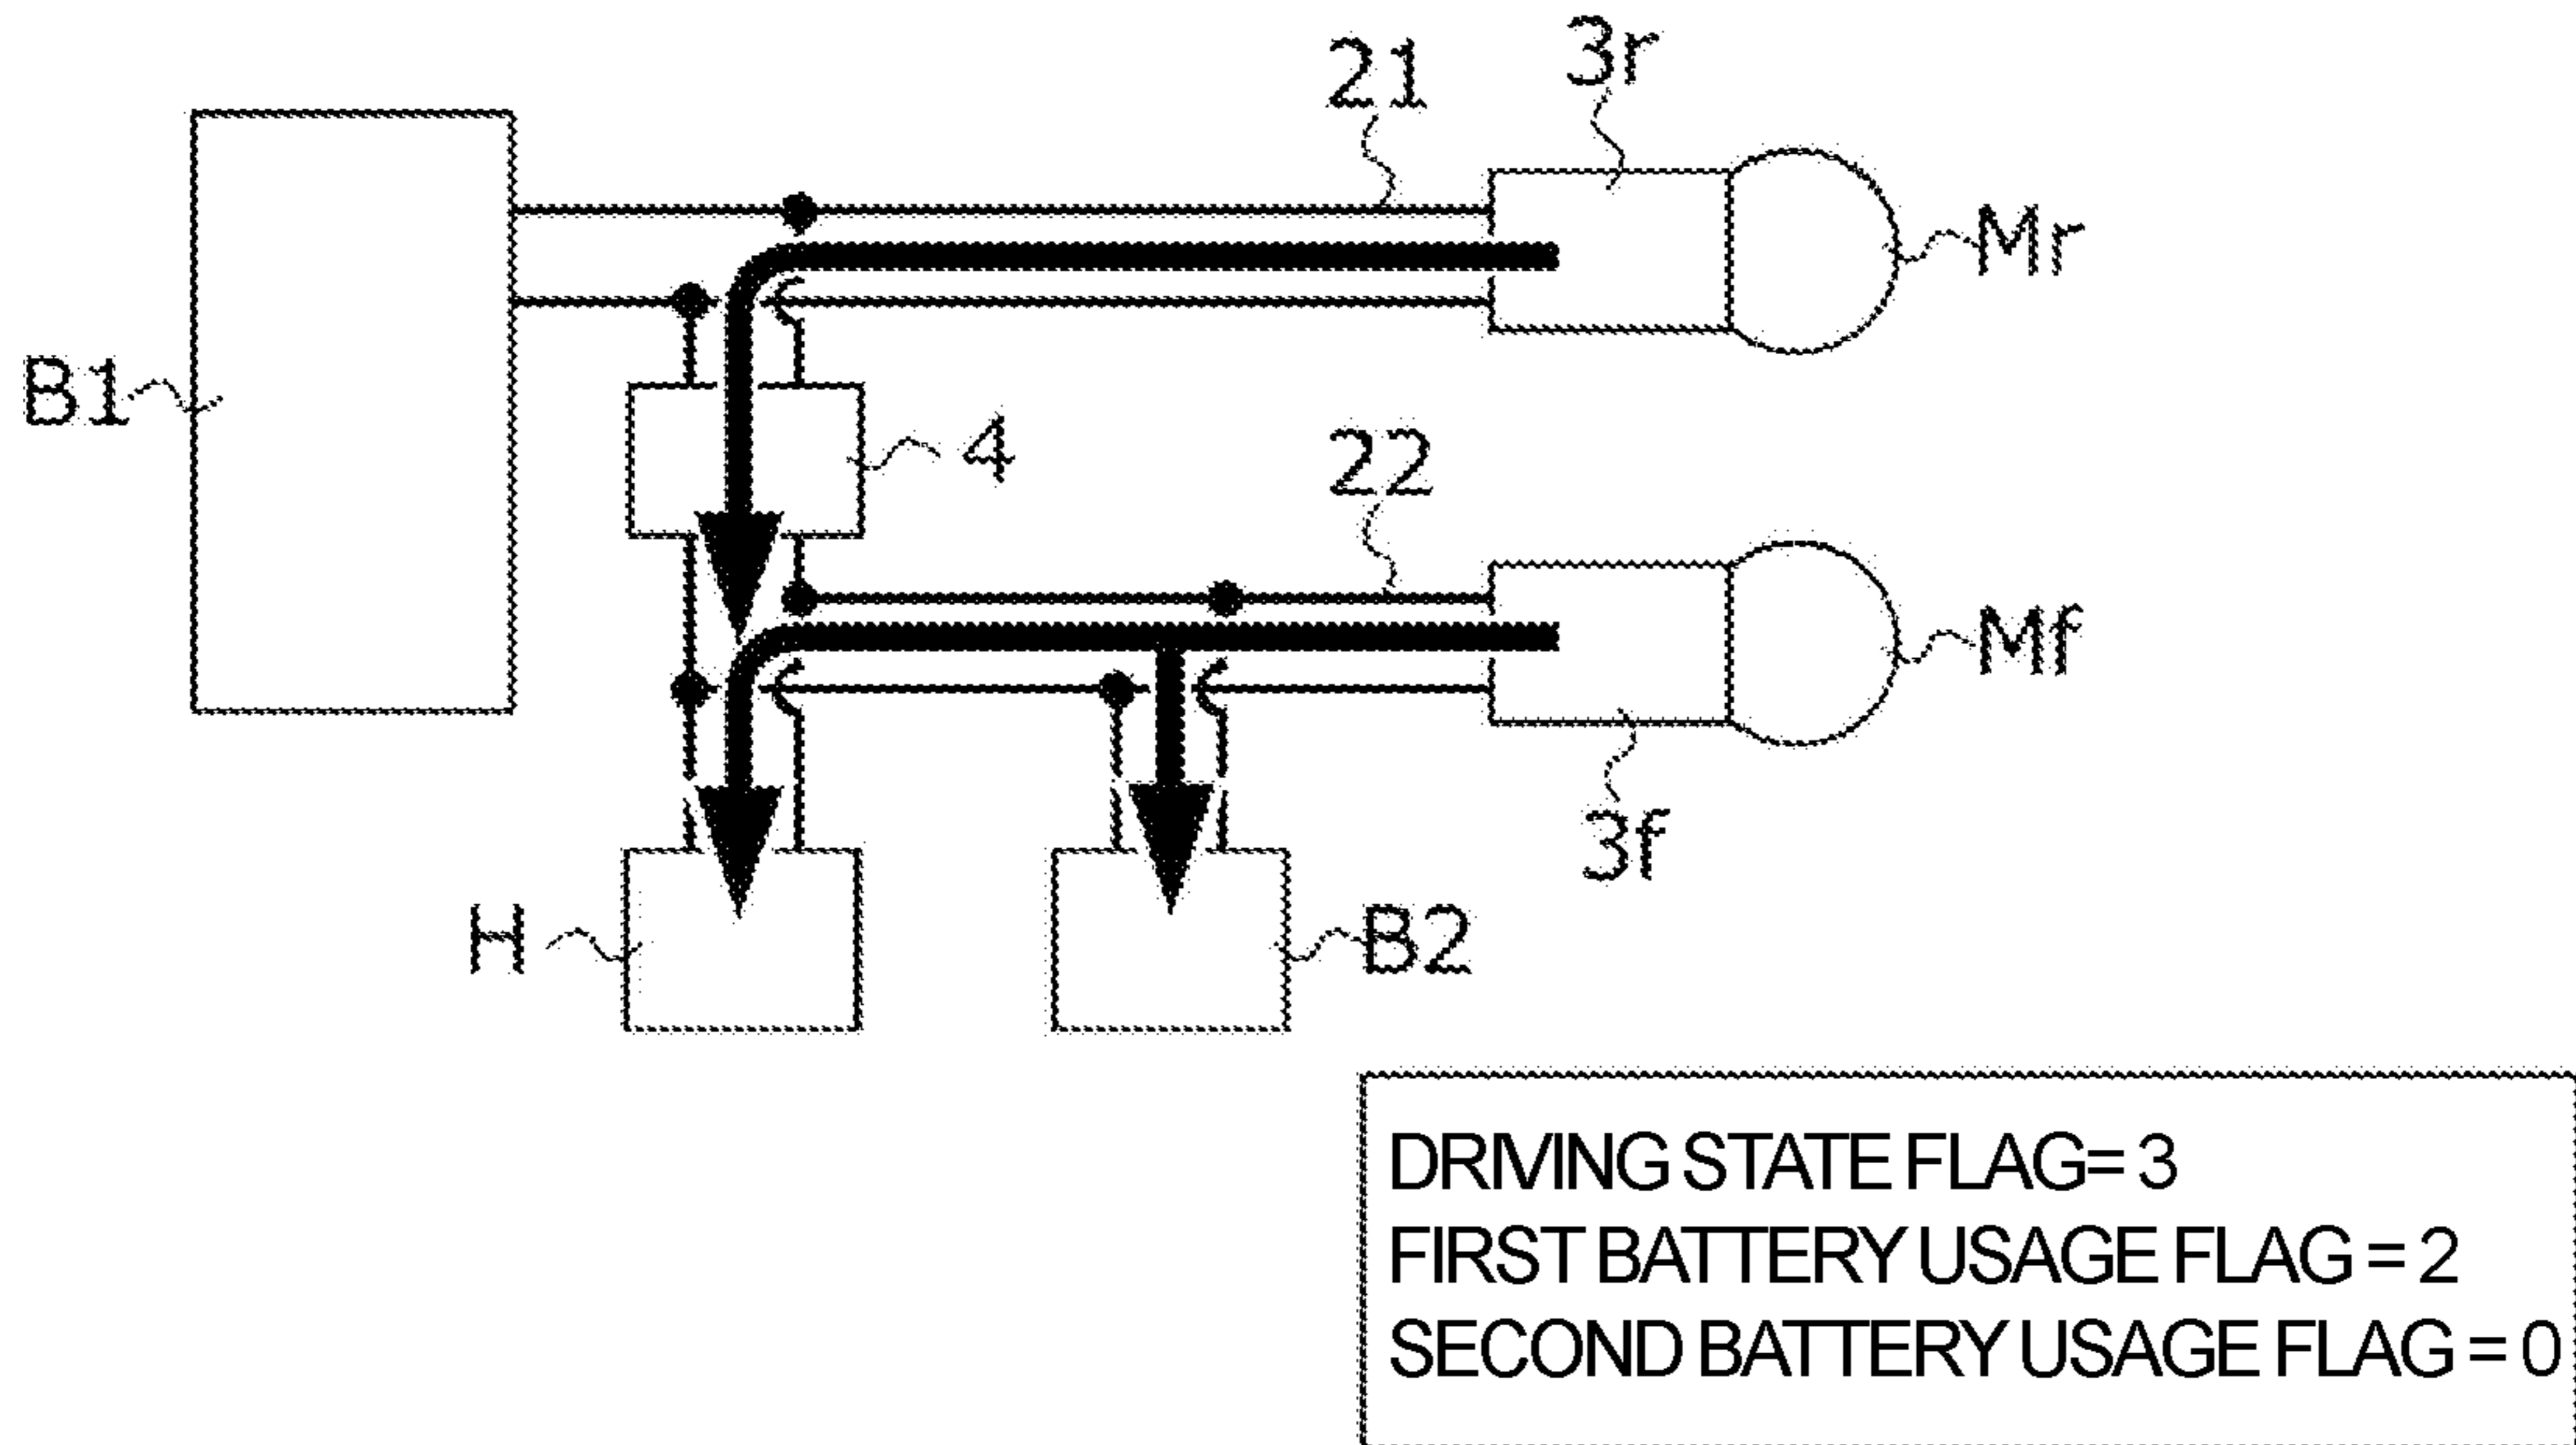 21
3r
Mr
B1
4
22
Mf
3f
H
B2
DRIVING STATE FLAG= 3
FIRST BATTERY USAGE FLAG = 2
SECOND BATTERY USAGE FLAG = 0